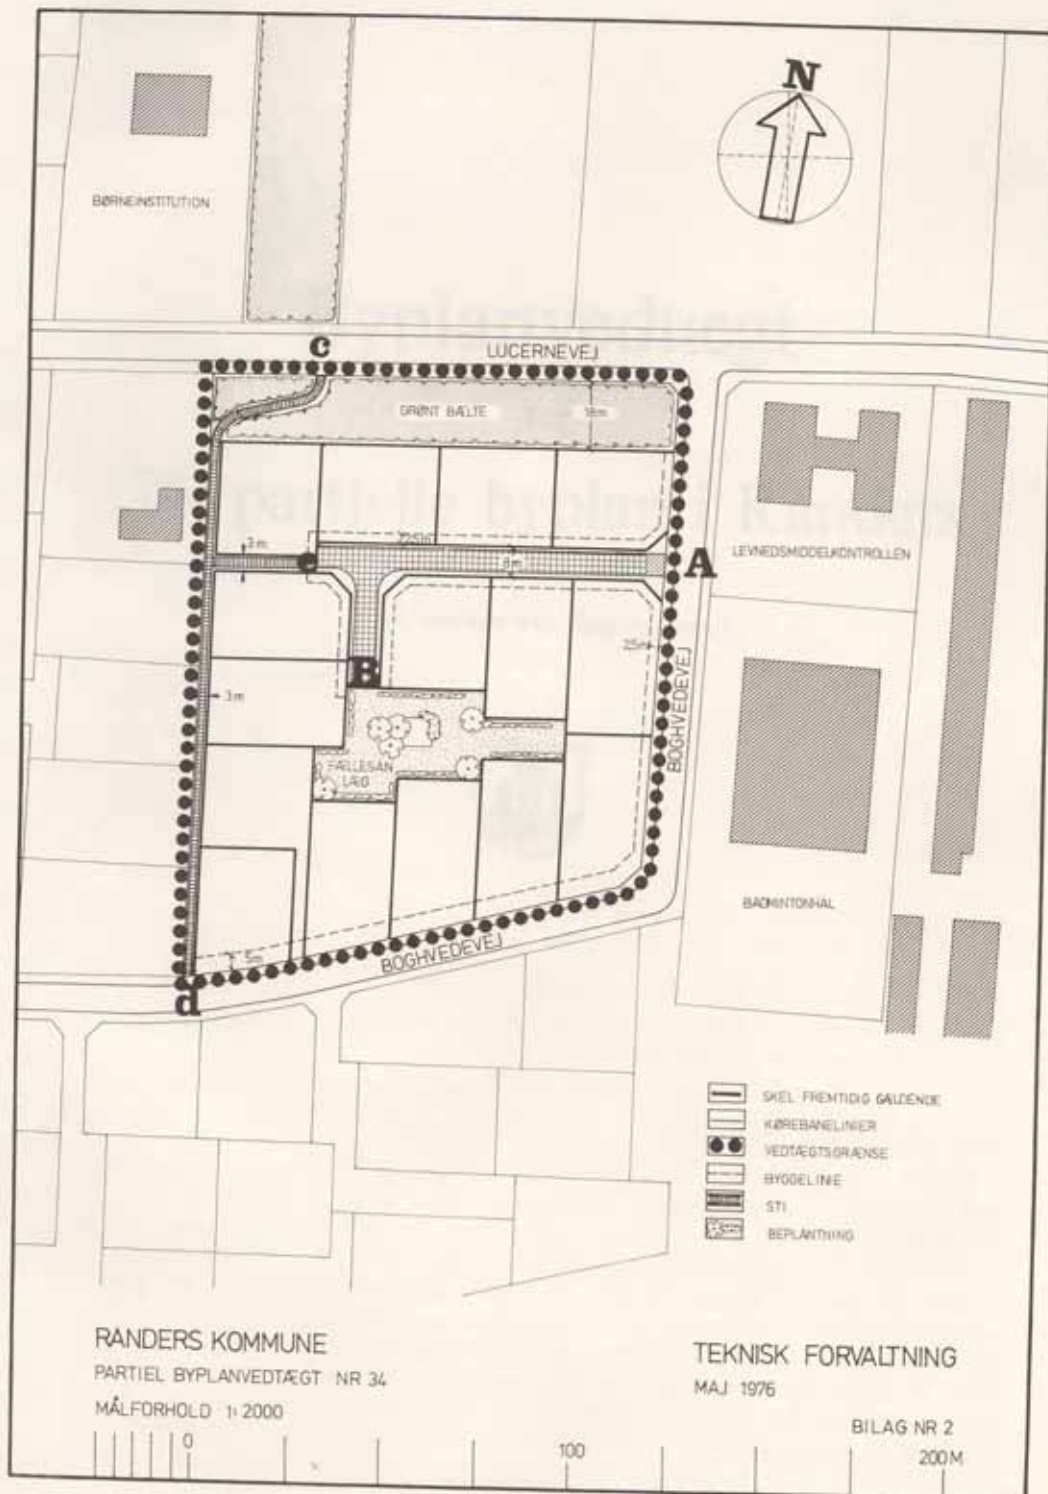 N
BØRNEINSTITUTION
C
LUCERNEVEJ
GRØNT BÆLTE
18m
3m
8m
A
LEVNEDSMIDDELKONTROLLEN
e
B
3m
BOGHVEDEVEJ
FÆLLESAN
LÆG
BADMINTONHAL
5m
BOGHVEDEVEJ
d
SKEL FREMTIDIG GÆLDENDE
KØREBANELINIER
VEDTÆGTSGRÆNSE
BYGGELINIE
STI
BEPLANTNING
RANDERS KOMMUNE
PARTIEL BYPLANVEDTÆGT NR 34
MÅLFORHOLD 1:2000
TEKNISK FORVALTNING
MAJ 1976
BILAG NR 2
0
100
200M